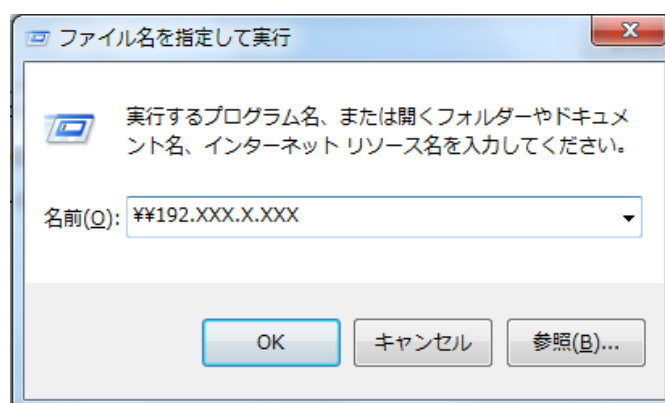 ファイル名を指定して実行
実行するプログラム名、または開くフォルダーやドキュメ
ント名、インターネット リソース名を入力してください。
名前(O): ¥¥192.XXX.X.XXX
OK キャンセル 参照(B)...